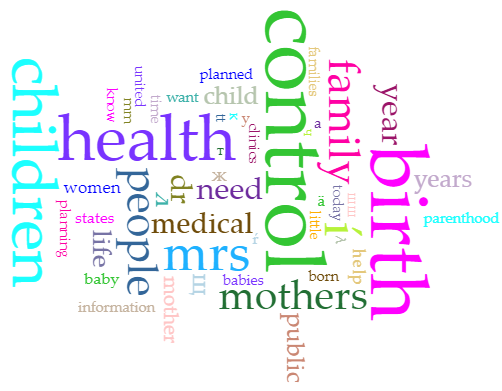 control
birth
children
health
family
people
mrs
mothers
medical
need
dr
life
year
years
child
public
mother
women
states
planning
parenthood
planned
united
want
know
time
mm
clinics
families
today
little
help
born
babies
baby
information
a
у
к
т
ж
л
щ
ä
í
ŕ
λ
tt
ч